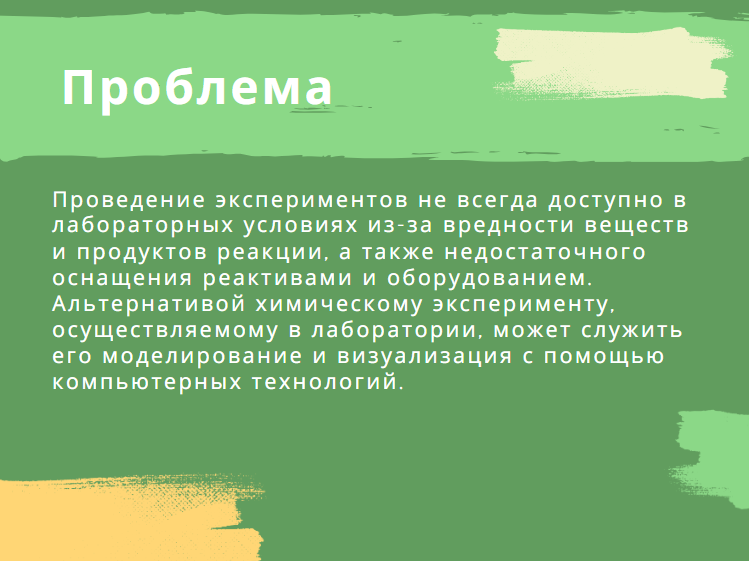 Проблема
Проведение экспериментов не всегда доступно в
лабораторных условиях из-за вредности веществ
и продуктов реакции, а также недостаточного
оснащения реактивами и оборудованием.
Альтернативой химическому эксперименту,
осуществляемому в лаборатории, может служить
его моделирование и визуализация с помощью
компьютерных технологий.